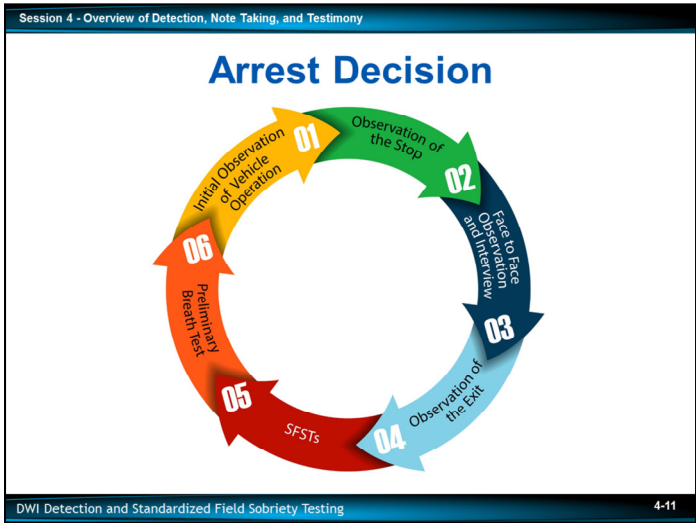 Session 4 - Overview of Detection, Note Taking, and Testimony
Arrest Decision
Initial Observation
of Vehicle
Operation
01
Observation of
the Stop
02
Face to Face
Observation
and Interview
03
Observation of
the Exit
04
SFSTs
05
Preliminary
Breath Test
06
DWI Detection and Standardized Field Sobriety Testing
4-11